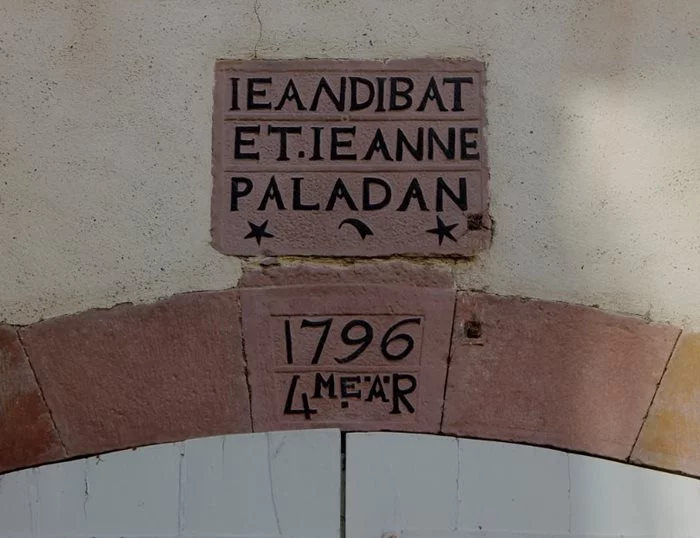 IEANDIBAT
ET.IEANNE
PALADAN
1796
4MEAR